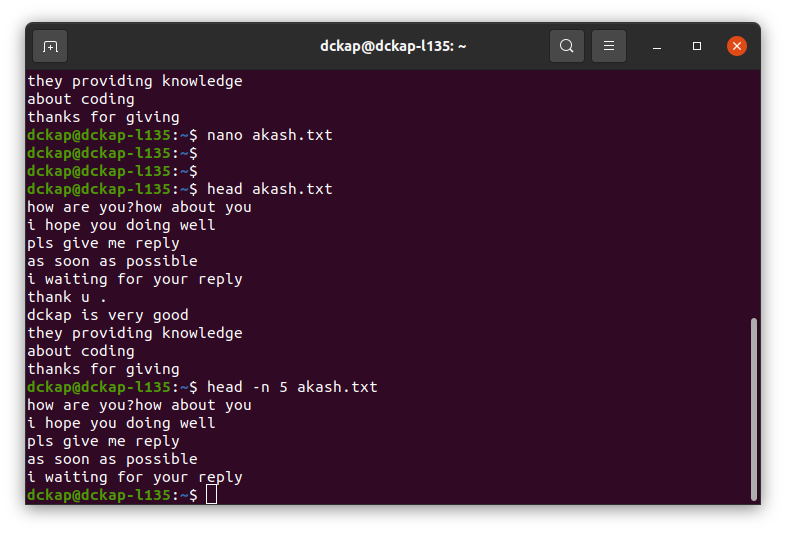 dckap@dckap-l135: ~
they providing knowledge
about coding
thanks for giving
dckap@dckap-l135:~$ nano akash.txt
dckap@dckap-l135:~$
dckap@dckap-l135:~$
dckap@dckap-l135:~$ head akash.txt
how are you?how about you
i hope you doing well
pls give me reply
as soon as possible
i waiting for your reply
thank u .
dckap is very good
they providing knowledge
about coding
thanks for giving
dckap@dckap-l135:~$ head -n 5 akash.txt
how are you?how about you
i hope you doing well
pls give me reply
as soon as possible
i waiting for your reply
dckap@dckap-l135:~$